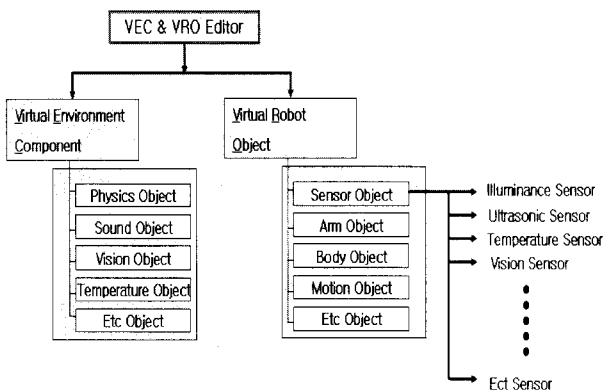 VEC & VRO Editor
Virtual Environment
Component
Virtual Robot
Object
Physics Object
Sound Object
Vision Object
Temperature Object
Etc Object
Sensor Object
Arm Object
Body Object
Motion Object
Etc Object
Illuminance Sensor
Ultrasonic Sensor
Temperature Sensor
Vision Sensor
Ect Sensor